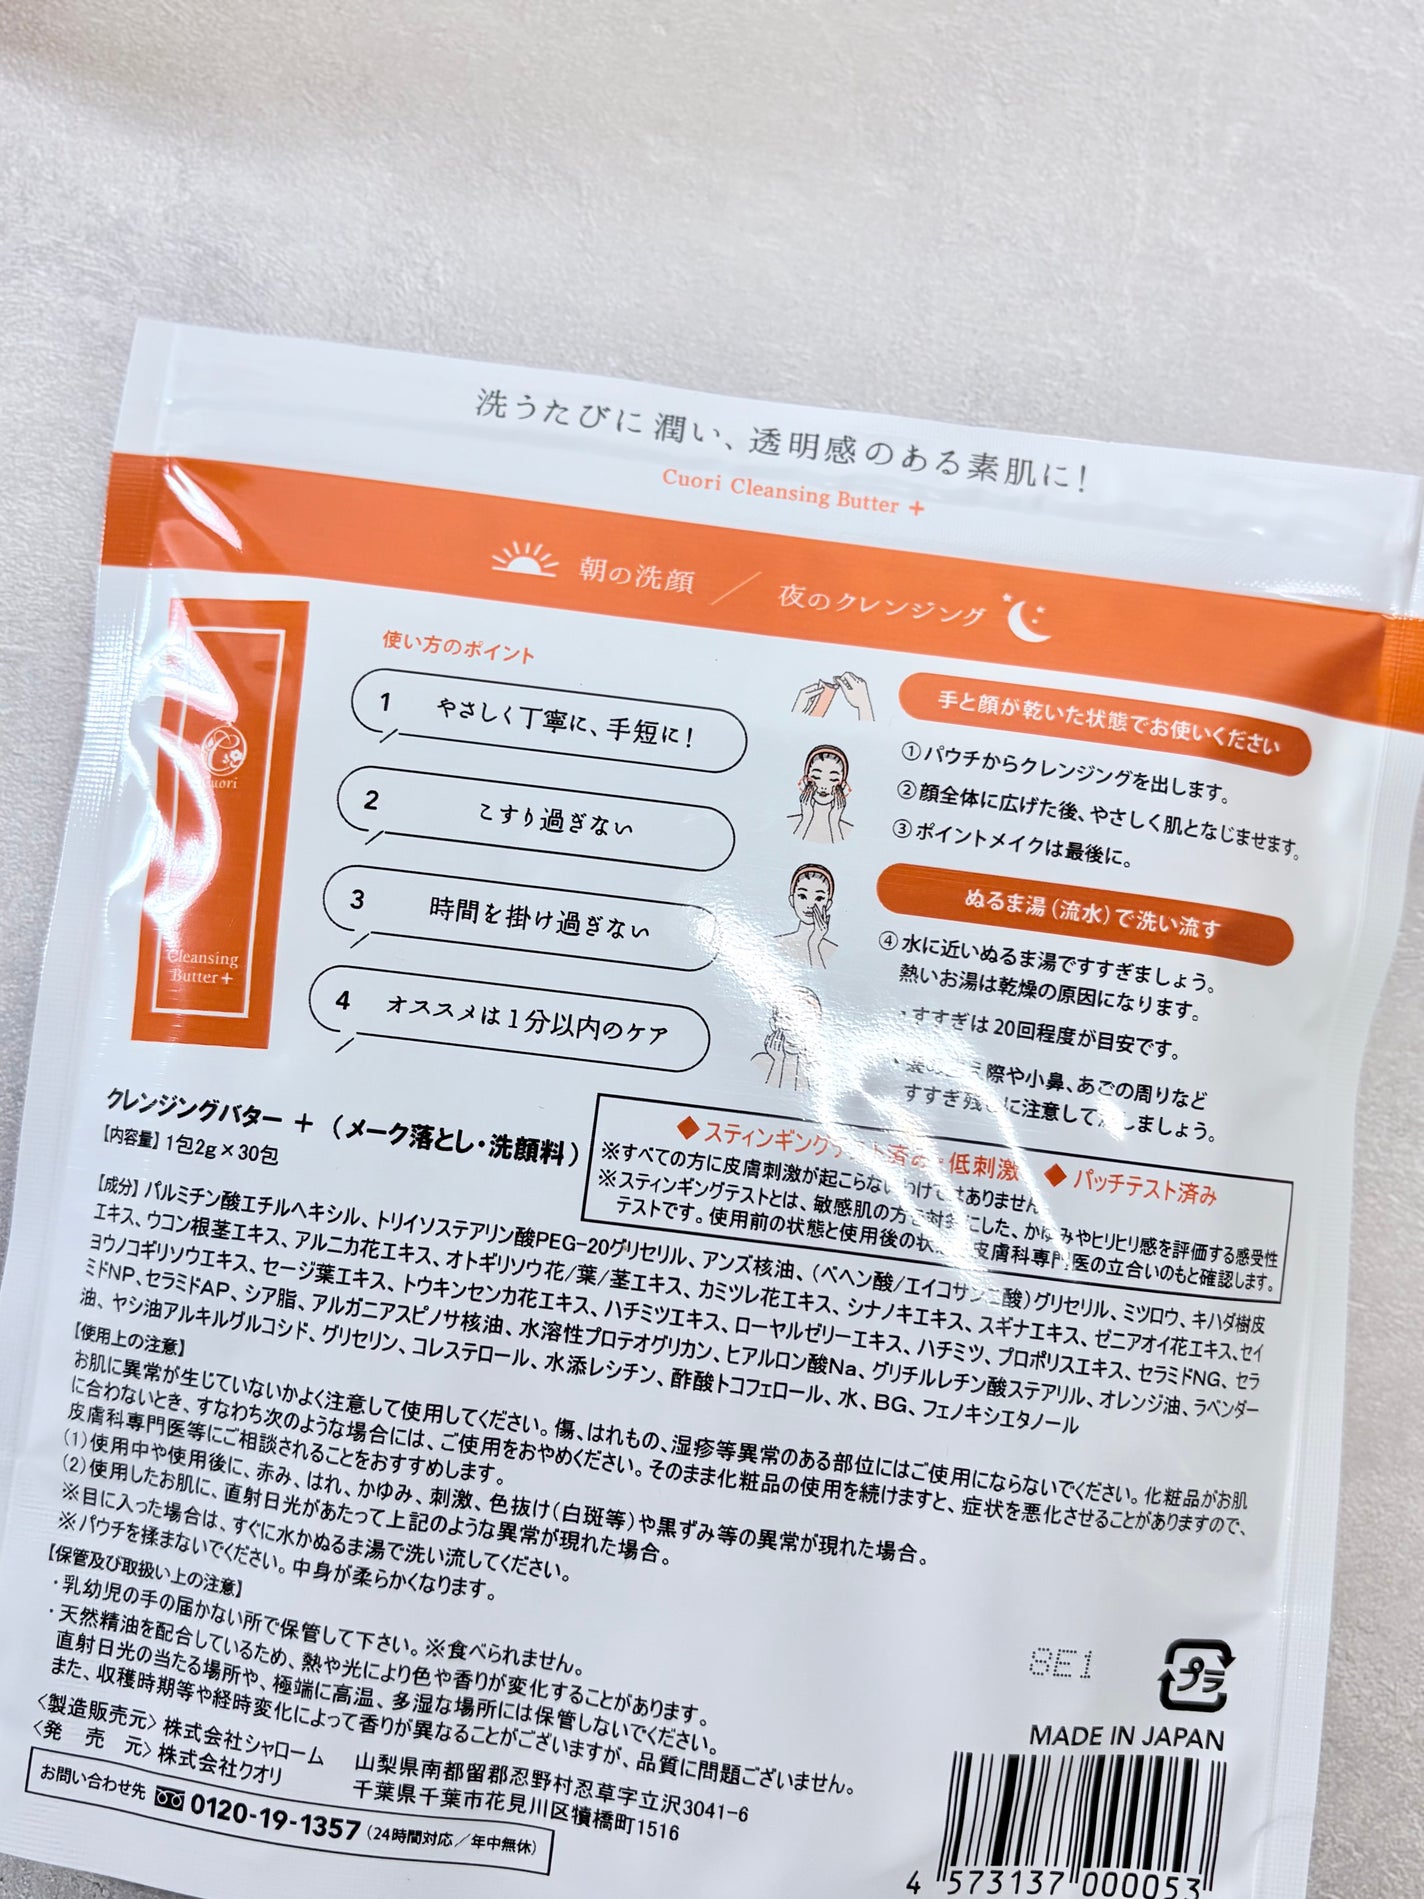 洗うたびに 潤い、透明感のある素肌に！
Cuori Cleansing Butter +
朝の洗顔 ／ 夜のクレンジング
Cuori
Cleansing
Butter+
使い方のポイント
1 やさしく丁寧に、手短に！
2 こすり過ぎない
3 時間を掛け過ぎない
4 オススメは1分以内のケア
手と顔が乾いた状態でお使いください
①パウチからクレンジングを出します。
②顔全体に広げた後、やさしく肌となじませます。
③ポイントメイクは最後に。
ぬるま湯（流水）で洗い流す
④水に近いぬるま湯ですすぎましょう。
熱いお湯は乾燥の原因になります。
・すすぎは20回程度が目安です。
際や小鼻、あごの周りなど
すすぎ残しに注意して ましょう。
クレンジングバター ＋ （メーク落とし・洗顔料）
【内容量】1包2g×30包
◆スティンギングテスト済み・低刺激 ◆パッチテスト済み
※すべての方に皮膚刺激が起こらないわけではありません。
※スティンギングテストとは、敏感肌の方を対象にした、かゆみやヒリヒリ感を評価する感受性
テストです。使用前の状態と使用後の状 皮膚科専門医の立合いのもと確認します。
【成分】パルミチン酸エチルヘキシル、トリイソステアリン酸PEG-20グリセリル、アンズ核油、（ベヘン酸/エイコサン二酸）グリセリル、ミツロウ、キハダ樹皮
エキス、ウコン根茎エキス、アルニカ花エキス、オトギリソウ花/葉/茎エキス、カミツレ花エキス、シナノキエキス、スギナエキス、ゼニアオイ花エキス、セイ
ヨウノコギリソウエキス、セージ葉エキス、トウキンセンカ花エキス、ハチミツエキス、ローヤルゼリーエキス、ハチミツ、プロポリスエキス、セラミドNG、セラ
ミドNP、セラミドAP、シア脂、アルガニアスピノサ核油、水溶性プロテオグリカン、ヒアルロン酸Na、グリチルレチン酸ステアリル、オレンジ油、ラベンダー
油、ヤシ油アルキルグルコシド、グリセリン、コレステロール、水添レシチン、酢酸トコフェロール、水、BG、フェノキシエタノール
【使用上の注意】
お肌に異常が生じていないかよく注意して使用してください。傷、はれもの、湿疹等異常のある部位にはご使用にならないでください。化粧品がお肌
に合わないとき、すなわち次のような場合には、ご使用をおやめください。そのまま化粧品の使用を続けますと、症状を悪化させることがありますので、
皮膚科専門医等にご相談されることをおすすめします。
(1)使用中や使用後に、赤み、はれ、かゆみ、刺激、色抜け(白斑等)や黒ずみ等の異常が現れた場合。
(2)使用したお肌に、直射日光があたって上記のような異常が現れた場合。
※目に入った場合は、すぐに水かぬるま湯で洗い流してください。
※パウチを揉まないでください。中身が柔らかくなります。
【保管及び取扱い上の注意】
・乳幼児の手の届かない所で保管して下さい。※食べられません。
・天然精油を配合しているため、熱や光により色や香りが変化することがあります。
直射日光の当たる場所や、極端に高温、多湿な場所には保管しないでください。
また、収穫時期等や経時変化によって香りが異なることがございますが、品質に問題ございません。
〈製造販売元〉株式会社シャローム 山梨県南都留郡忍野村忍草字立沢3041-6
〈発 売 元〉株式会社クオリ 千葉県千葉市花見川区犢橋町1516
お問い合わせ先 0120-19-1357（24時間対応／年中無休）
8E1
プラ
MADE IN JAPAN
4 573137 000053